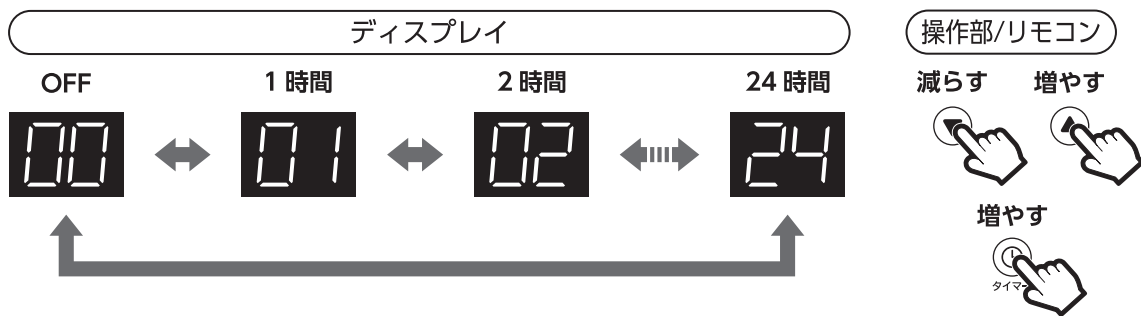 ディスプレイ
操作部/リモコン
OFF
1 時間
2 時間
24 時間
減らす
増やす
00
01
02
24
増やす
タイマー